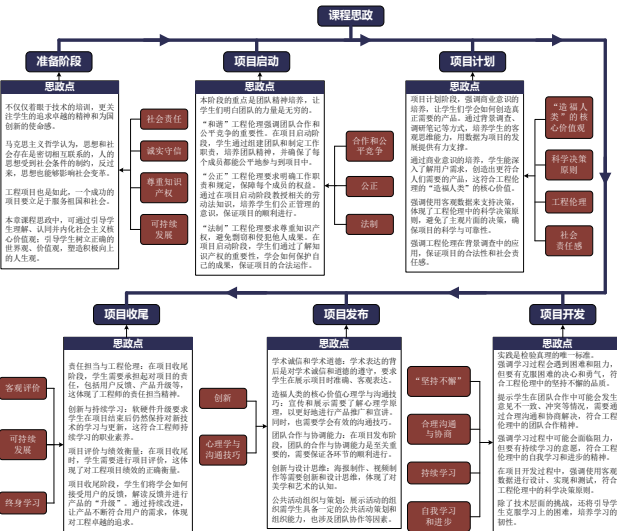 课程思政
准备阶段
项目启动
项目计划
思政点
不仅仅着眼于技术的培训，更关
注学生的追求卓越的精神和为国
创新的使命感。
马克思主义哲学认为，思想和社
会存在是密切相互联系的，人的
思想受到社会条件的制约，反过
来，思想也能够影响社会变革。
工程项目也是如此，一个成功的
项目要立足于服务祖国和社会。
本章课程思政中，可通过引导学
生理解、认同并内化社会主义核
心价值观；引导学生树立正确的
世界观、价值观，塑造积极向上
的人生观。
社会责任
诚实守信
尊重知识
产权
可持续
发展
思政点
本阶段的重点是团队精神培养，让
学生们明白团队的力量是无穷的。
“和谐”工程伦理强调团队合作和
公平竞争的重要性。在项目启动阶
段，学生通过组建团队和制定工作
职责，培养团队精神，并确保了每
个成员都能公平地参与到项目中。
“公正”工程伦理要求明确工作职
责和规定，保障每个成员的权益。
通过在项目启动阶段教授相关的劳
动法知识，培养学生们公正管理的
意识，保证项目的顺利进行。
“法制”工程伦理要求尊重知识产
权，避免剽窃和侵犯他人成果。在
项目启动阶段，学生们通过了解知
识产权的重要性，学会如何保护自
己的成果，保证项目的合法运作。
合作和公
平竞争
公正
法制
思政点
项目计划阶段，强调商业意识的
培养，让学生们学会如何创造真
正需要的产品。通过背景调查、
调研笔记等方式，培养学生的客
观思维能力，用数据为项目的发
展提供有力支撑。
通过商业意识的培养，学生能深
入了解用户需求，创造出更符合
人们需要的产品，这符合工程伦
理的“造福人类”的核心价值。
强调使用客观数据来支持决策，
体现了工程伦理中的科学决策原
则，避免了主观片面的决策，确
保项目的科学与可靠性。
强调工程伦理在背景调查中的应
用，保证项目的合法性和社会责
任感。
“造福人
类”的核
心价值观
科学决策
原则
工程伦理
社会
责任感
项目收尾
项目发布
项目开发
客观评价
可持续
发展
终身学习
思政点
责任担当与工程伦理：在项目收尾
阶段，学生需要承担起对项目的责
任，包括用户反馈、产品升级等，
这体现了工程师的责任担当精神。
创新与持续学习：软硬件升级要求
学生在项目结束后仍然保持对新技
术的学习与更新。这符合工程师持
续学习的职业素养。
项目评价与绩效衡量：在项目收尾
时，学生需要进行项目评价，这体
现了对工程项目绩效的正确衡量。
项目收尾阶段，学生们将学会如何
接受用户的反馈，解读反馈并进行
产品的“升级”。通过持续改进，
让产品不断符合用户的需求，体现
了对工程卓越的追求。
创新
心理学与
沟通技巧
思政点
学术诚信和学术道德：学术表达的背
后是对学术诚信和道德的遵守，要求
学生在展示项目时准确、客观表达。
造福人类的核心价值心理学与沟通技
巧：宣传和展示需要了解心理学原
理，以更好地进行产品推广和宣讲。
同时，也需要学会有效的沟通技巧。
团队合作与协调能力：在项目发布阶
段，团队的合作与协调能力是至关重
要的，需要保证各环节的顺利进行。
创新与设计思维：海报制作、视频制
作等需要创新和设计思维，体现了对
美学和艺术的认知。
公共活动组织与策划：展示活动的组
织需学生具备一定的公共活动策划和
组织能力，也涉及团队协作等因素。
“坚持不懈”
合理沟通
与协商
持续学习
自我学习
和进步
思政点
实践是检验真理的唯一标准。
强调学习过程会遇到困难和阻力，
但要有克服困难的决心和勇气，符
合工程伦理中的坚持不懈的品质。
提示学生在团队合作中可能会发生
意见不一致、冲突等情况，需要通
过合理沟通和协商解决，符合工程
伦理中的团队合作精神。
强调学习过程中可能会面临阻力，
但要有持续学习的意愿，符合工程
伦理中的自我学习和进步的精神。
在项目开发过程中，强调使用客观
数据进行设计、实现和测试，符合
工程伦理中的科学决策原则。
除了技术层面的挑战，还将引导学
生克服学习上的困难，培养学习的
韧性。